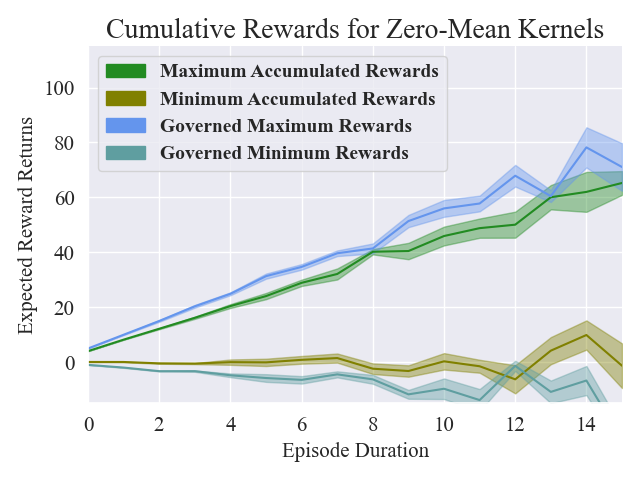 Cumulative Rewards for Zero-Mean Kernels
Maximum Accumulated Rewards
Minimum Accumulated Rewards
Governed Maximum Rewards
Governed Minimum Rewards
Expected Reward Returns
100
80
60
40
20
0
0 2 4 6 8 10 12 14
Episode Duration